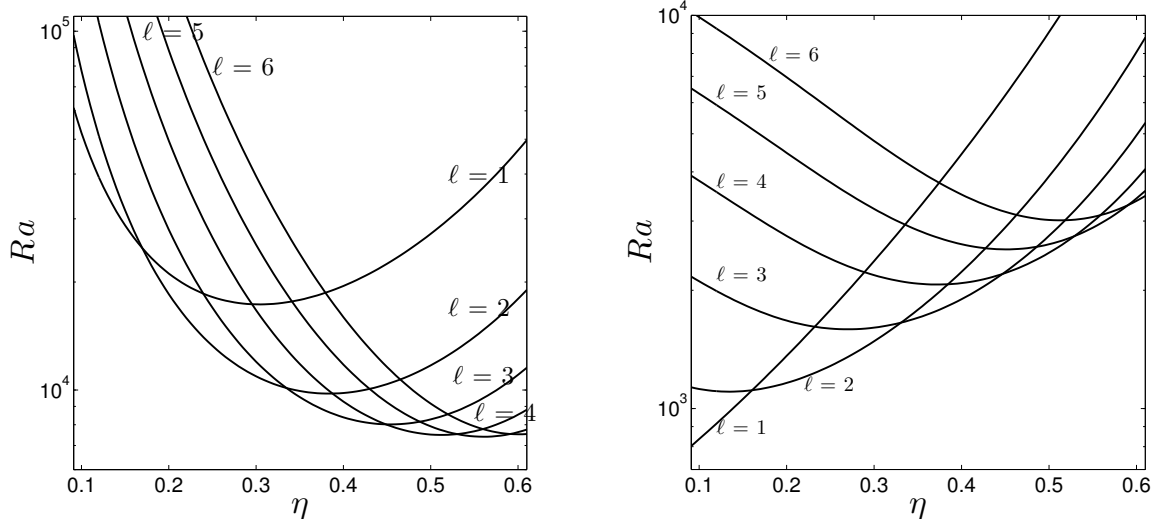 10^5
ℓ = 5
ℓ = 6
ℓ = 1
Ra
ℓ = 2
ℓ = 3
10^4
ℓ = 4
0.1 0.2 0.3 0.4 0.5 0.6
η
10^4
ℓ = 6
ℓ = 5
ℓ = 4
Ra
ℓ = 3
ℓ = 2
10^3
ℓ = 1
0.1 0.2 0.3 0.4 0.5 0.6
η